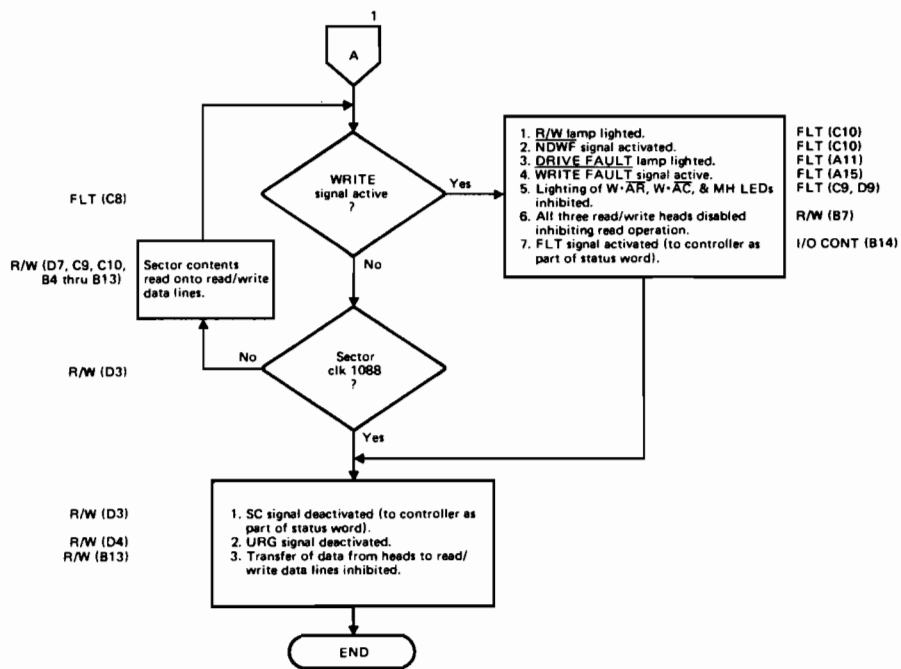 1
A
FLT (C8)
WRITE
signal active
?
Yes
No
1. R/W lamp lighted.
2. NDWF signal activated.
3. DRIVE FAULT lamp lighted.
4. WRITE FAULT signal active.
5. Lighting of W·AR, W·AC, & MH LEDs
inhibited.
6. All three read/write heads disabled
inhibiting read operation.
7. FLT signal activated (to controller as
part of status word).
FLT (C10)
FLT (C10)
FLT (A11)
FLT (A15)
FLT (C9, D9)
R/W (B7)
I/O CONT (B14)
R/W (D7, C9, C10,
B4 thru B13)
Sector contents
read onto read/write
data lines.
R/W (D3)
No
Sector
clk 1088
?
Yes
R/W (D3)
R/W (D4)
R/W (B13)
1. SC signal deactivated (to controller as
part of status word).
2. URG signal deactivated.
3. Transfer of data from heads to read/
write data lines inhibited.
END